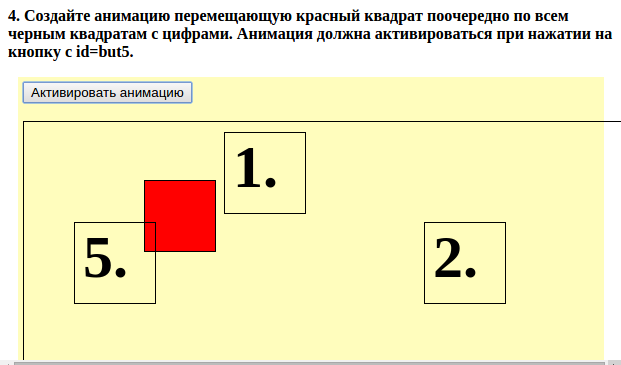 4. Создайте анимацию перемещающую красный квадрат поочередно по всем
черным квадратам с цифрами. Анимация должна активироваться при нажатии на
кнопку с id=but5.
Активировать анимацию
1.
5.
2.